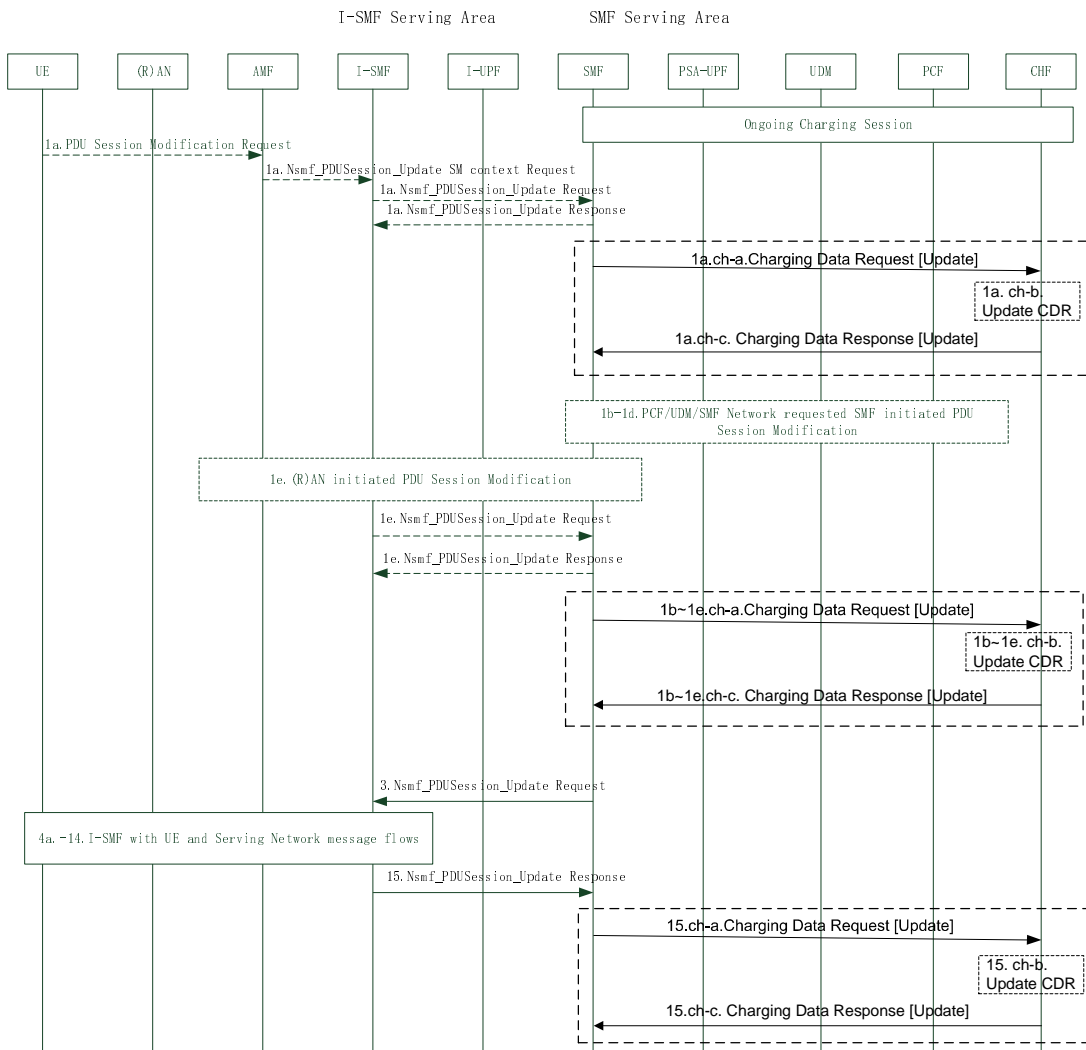 I-SMF Serving Area
SMF Serving Area
UE
(R)AN
AMF
I-SMF
I-UPF
SMF
PSA-UPF
UDM
PCF
CHF
Ongoing Charging Session
1a.PDU Session Modification Request
1a.Nsmf_PDUSession_Update SM context Request
1a.Nsmf_PDUSession_Update Request
1a.Nsmf_PDUSession_Update Response
1a.ch-a.Charging Data Request [Update]
1a. ch-b.
Update CDR
1a.ch-c. Charging Data Response [Update]
1b-1d.PCF/UDM/SMF Network requested SMF initiated PDU
Session Modification
1e.(R)AN initiated PDU Session Modification
1e.Nsmf_PDUSession_Update Request
1e.Nsmf_PDUSession_Update Response
1b~1e.ch-a.Charging Data Request [Update]
1b~1e. ch-b.
Update CDR
1b~1e.ch-c. Charging Data Response [Update]
3.Nsmf_PDUSession_Update Request
4a.-14.I-SMF with UE and Serving Network message flows
15.Nsmf_PDUSession_Update Response
15.ch-a.Charging Data Request [Update]
15. ch-b.
Update CDR
15.ch-c. Charging Data Response [Update]